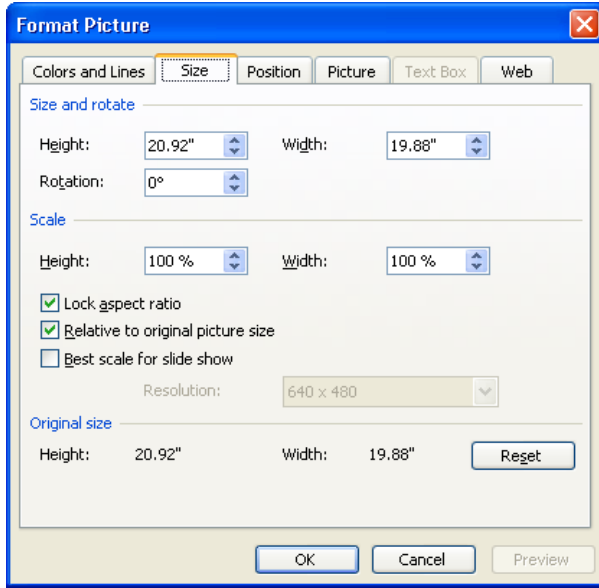 Format Picture
Colors and Lines Size Position Picture Text Box Web
Size and rotate
Height: 20.92" Width: 19.88"
Rotation: 0°
Scale
Height: 100 % Width: 100 %
Lock aspect ratio
Relative to original picture size
Best scale for slide show
Resolution: 640 x 480
Original size
Height: 20.92" Width: 19.88" Reset
OK Cancel Preview